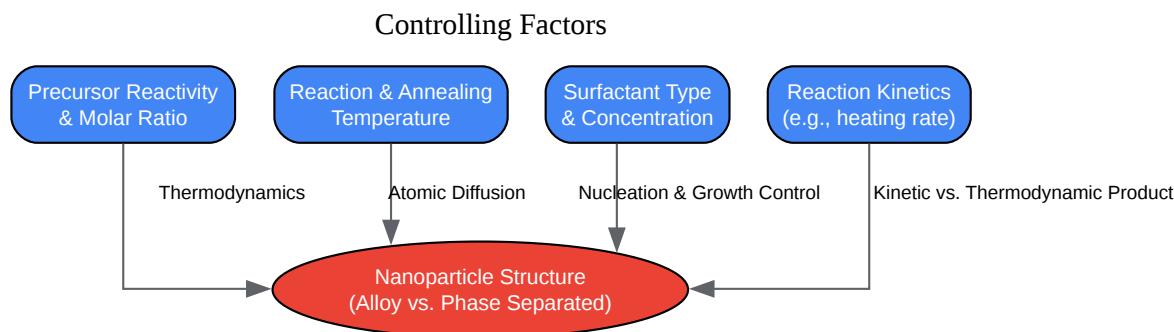 Controlling Factors
Precursor Reactivity
& Molar Ratio
Reaction & Annealing
Temperature
Surfactant Type
& Concentration
Reaction Kinetics
(e.g., heating rate)
Thermodynamics
Atomic Diffusion
Nucleation & Growth Control
Kinetic vs. Thermodynamic Product
Nanoparticle Structure
(Alloy vs. Phase Separated)